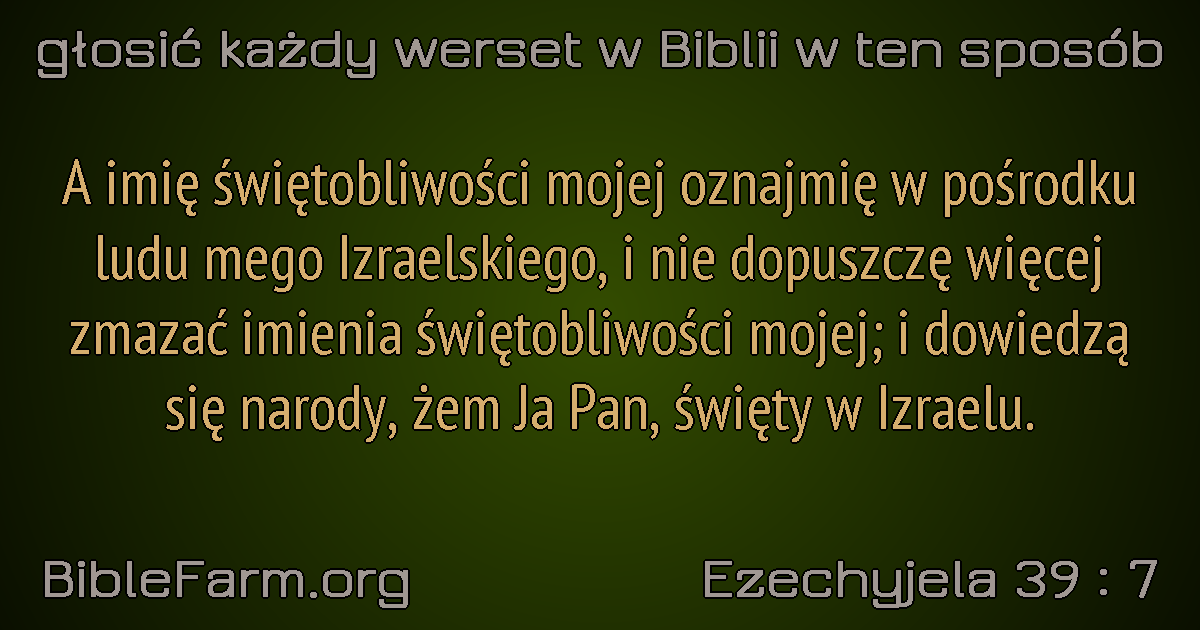 głosić każdy werset w Biblii w ten sposób
A imię świętobliwości mojej oznajmię w pośrodku
ludu mego Izraelskiego, i nie dopuszczę więcej
zmazać imienia świętobliwości mojej; i dowiedzą
się narody, żem Ja Pan, święty w Izraelu.
BibleFarm.org
Ezechyjela 39 : 7